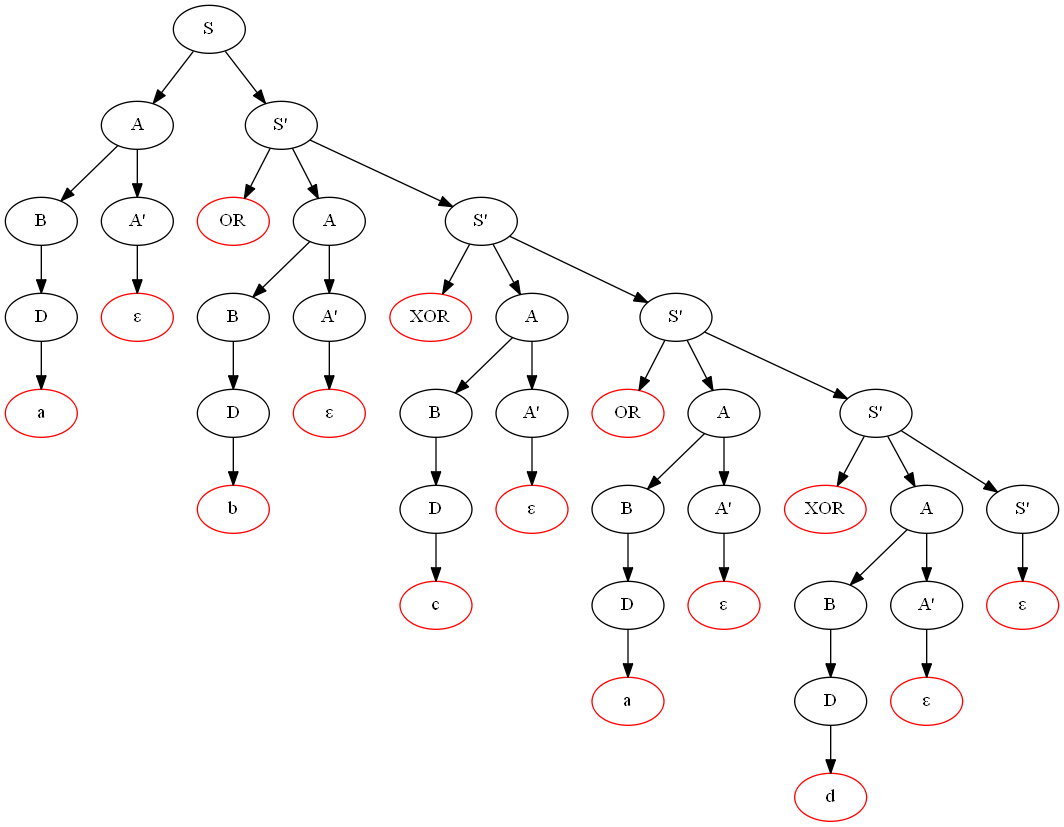 S
A S'
B A' OR A S'
D ε B A' XOR A S'
a D ε B A' OR A S'
b D ε B A' XOR A S'
c D ε B A' ε
a D ε
d